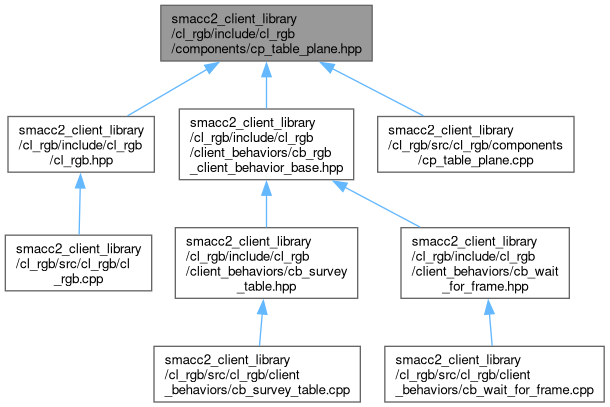 smacc2_client_library
/cl_rgb/include/cl_rgb
/components/cp_table_plane.hpp
smacc2_client_library
/cl_rgb/include/cl_rgb
/cl_rgb.hpp
smacc2_client_library
/cl_rgb/include/cl_rgb
/client_behaviors/cb_rgb
_client_behavior_base.hpp
smacc2_client_library
/cl_rgb/src/cl_rgb/components
/cp_table_plane.cpp
smacc2_client_library
/cl_rgb/src/cl_rgb/cl
_rgb.cpp
smacc2_client_library
/cl_rgb/include/cl_rgb
/client_behaviors/cb_survey
_table.hpp
smacc2_client_library
/cl_rgb/include/cl_rgb
/client_behaviors/cb_wait
_for_frame.hpp
smacc2_client_library
/cl_rgb/src/cl_rgb/client
_behaviors/cb_survey_table.cpp
smacc2_client_library
/cl_rgb/src/cl_rgb/client
_behaviors/cb_wait_for_frame.cpp